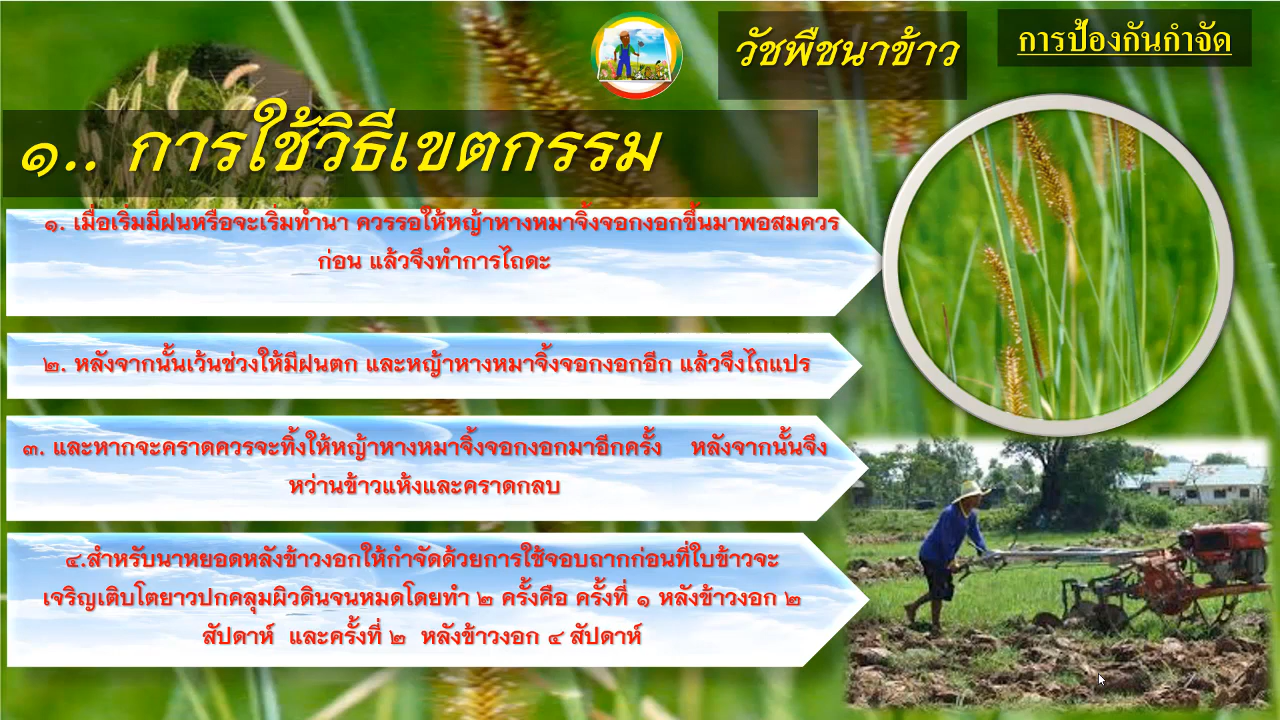 วัชพืชนาข้าว
การป้องกันกำจัด
๑.. การใช้วิธีเขตกรรม
๑. เมื่อเริ่มมีฝนหรือจะเริ่มทำนา ควรรอให้หญ้าหางหมาจิ้งจอกงอกขึ้นมาพอสมควร
ก่อน แล้วจึงทำการไถดะ
๒. หลังจากนั้นเว้นช่วงให้มีฝนตก และหญ้าหางหมาจิ้งจอกงอกอีก แล้วจึงไถแปร
๓. และหากจะคราดควรจะทิ้งให้หญ้าหางหมาจิ้งจอกงอกมาอีกครั้ง หลังจากนั้นจึง
หว่านข้าวแห้งและคราดกลบ
๔.สำหรับนาหยอดหลังข้าวงอกให้กำจัดด้วยการใช้จอบถากก่อนที่ใบข้าวจะ
เจริญเติบโตยาวปกคลุมผิวดินจนหมดโดยทำ ๒ ครั้งคือ ครั้งที่ ๑ หลังข้าวงอก ๒
สัปดาห์ และครั้งที่ ๒ หลังข้าวงอก ๔ สัปดาห์